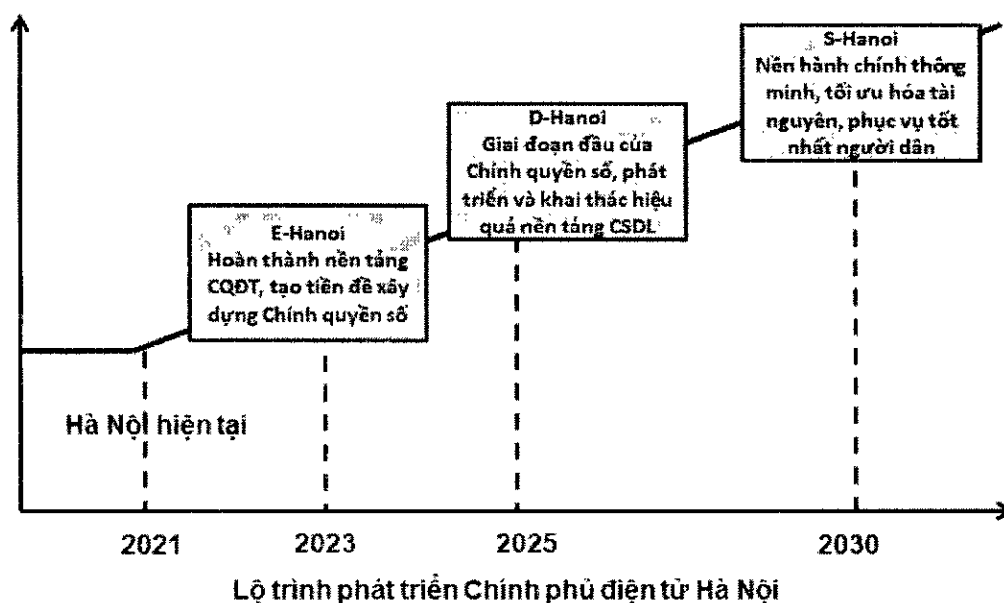 S-Hanoi
Nền hành chính thông
minh, tối ưu hóa tài
nguyên, phục vụ tốt
nhất người dân
D-Hanoi
Giai đoạn đầu của
Chính quyền số, phát
triển và khai thác hiệu
quả nền tảng CSDL
E-Hanoi
Hoàn thành nền tảng
CQĐT, tạo tiền đề xây
dựng Chính quyền số
Hà Nội hiện tại
2021 2023 2025 2030
Lộ trình phát triển Chính phủ điện tử Hà Nội